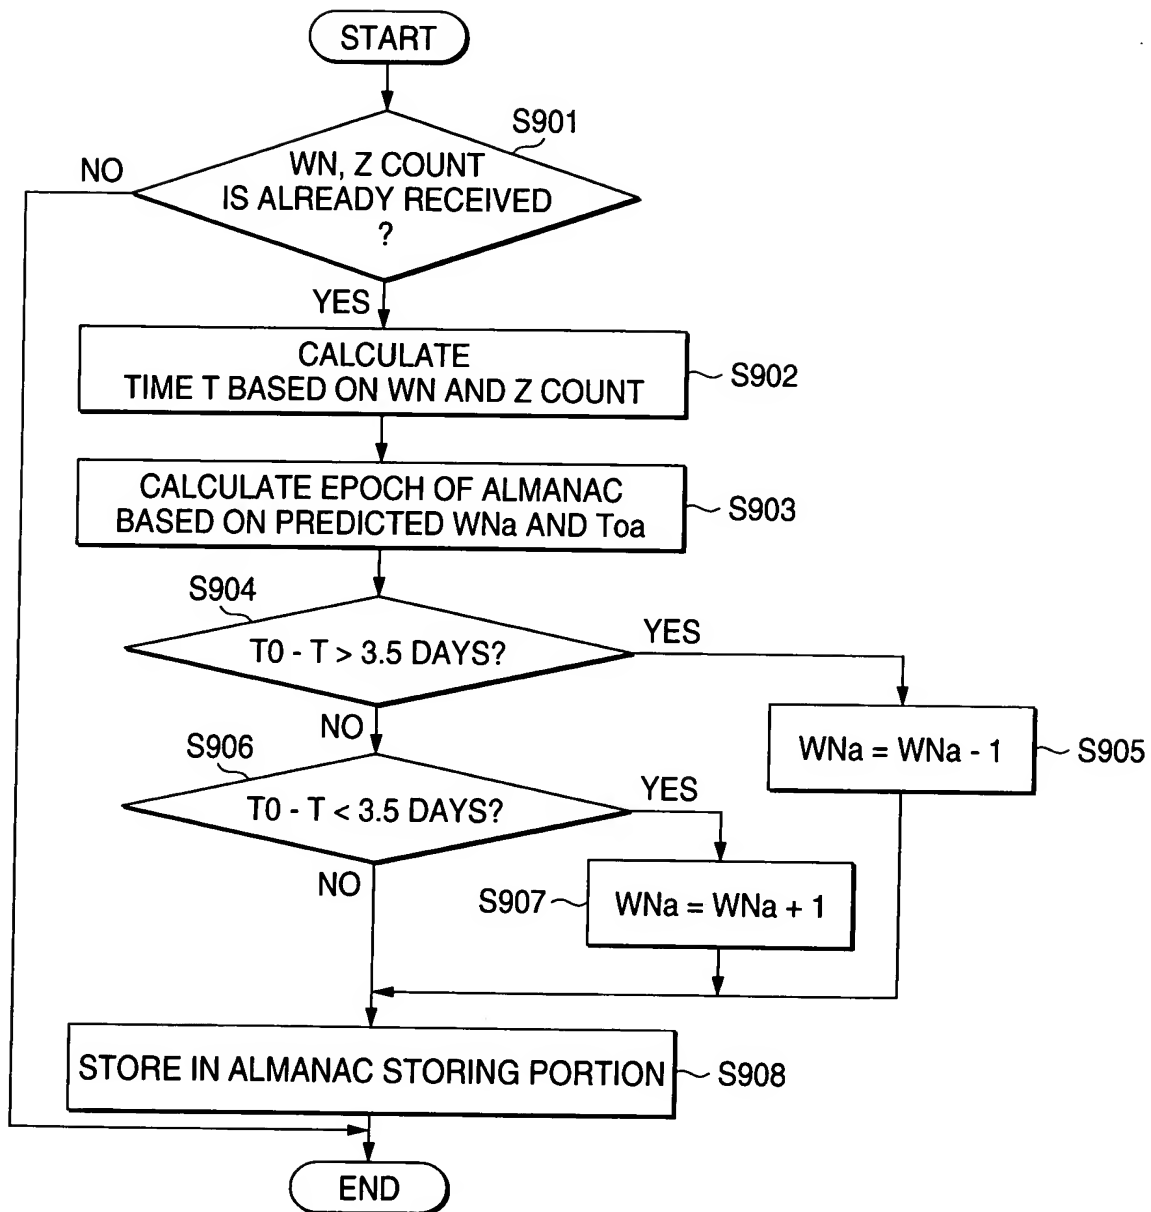 START
S901
NO
WN, Z COUNT
IS ALREADY RECEIVED
?
YES
CALCULATE
TIME T BASED ON WN AND Z COUNT
S902
CALCULATE EPOCH OF ALMANAC
BASED ON PREDICTED WNa AND Toa
S903
S904
T0 - T > 3.5 DAYS?
YES
NO
WNa = WNa - 1
S905
S906
T0 - T < 3.5 DAYS?
YES
NO
S907
WNa = WNa + 1
STORE IN ALMANAC STORING PORTION
S908
END